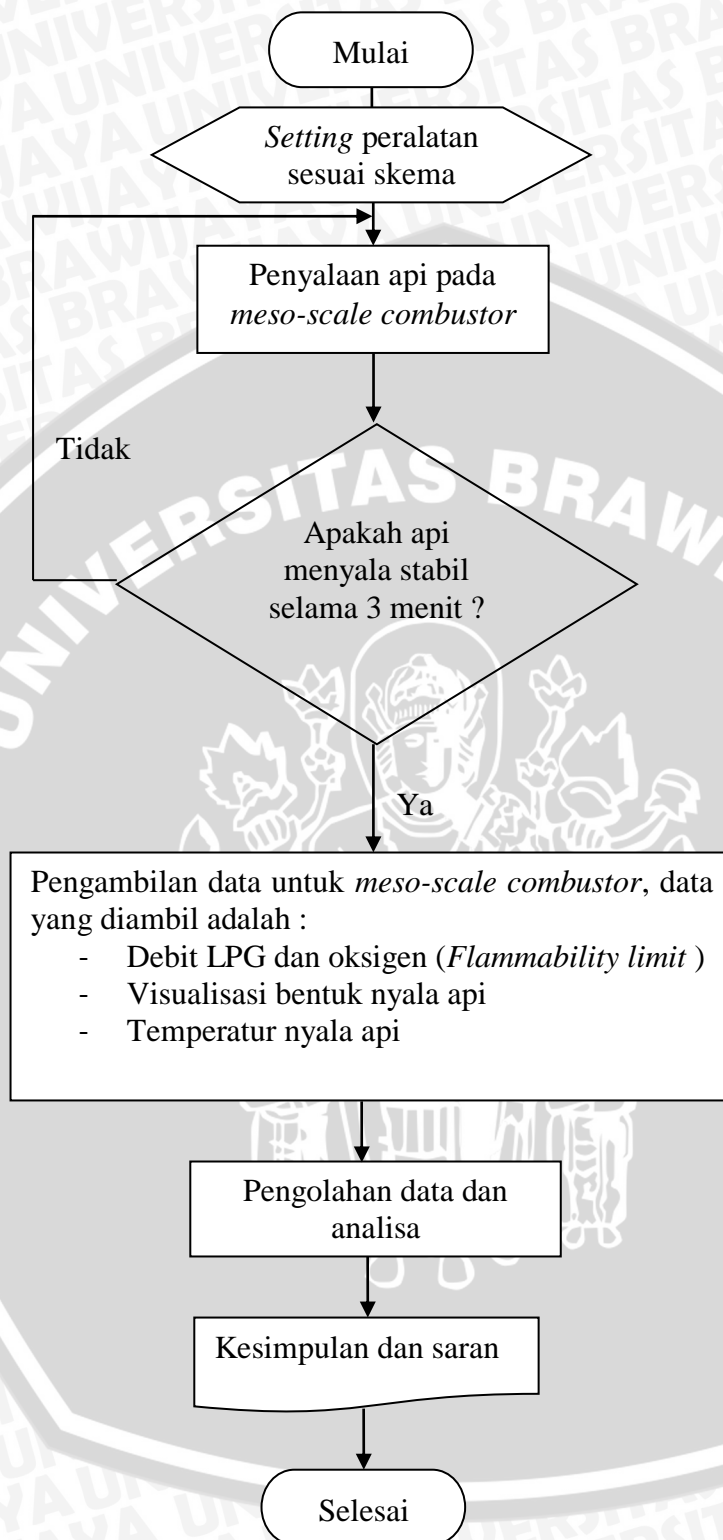 Mulai
Setting peralatan
sesuai skema
Penyalaan api pada
meso-scale combustor
Tidak
UNIVERSITAS BRAWI
Apakah api
menyala stabil
selama 3 menit ?
Ya
Pengambilan data untuk meso-scale combustor, data
yang diambil adalah :
- Debit LPG dan oksigen (Flammability limit )
- Visualisasi bentuk nyala api
- Temperatur nyala api
Pengolahan data dan
analisa
Kesimpulan dan saran
Selesai